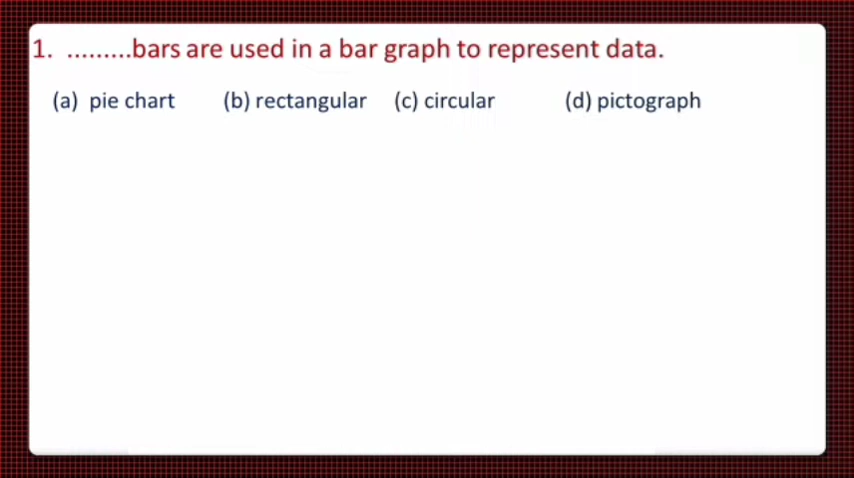 1. .........bars are used in a bar graph to represent data.
(a) pie chart (b) rectangular (c) circular (d) pictograph